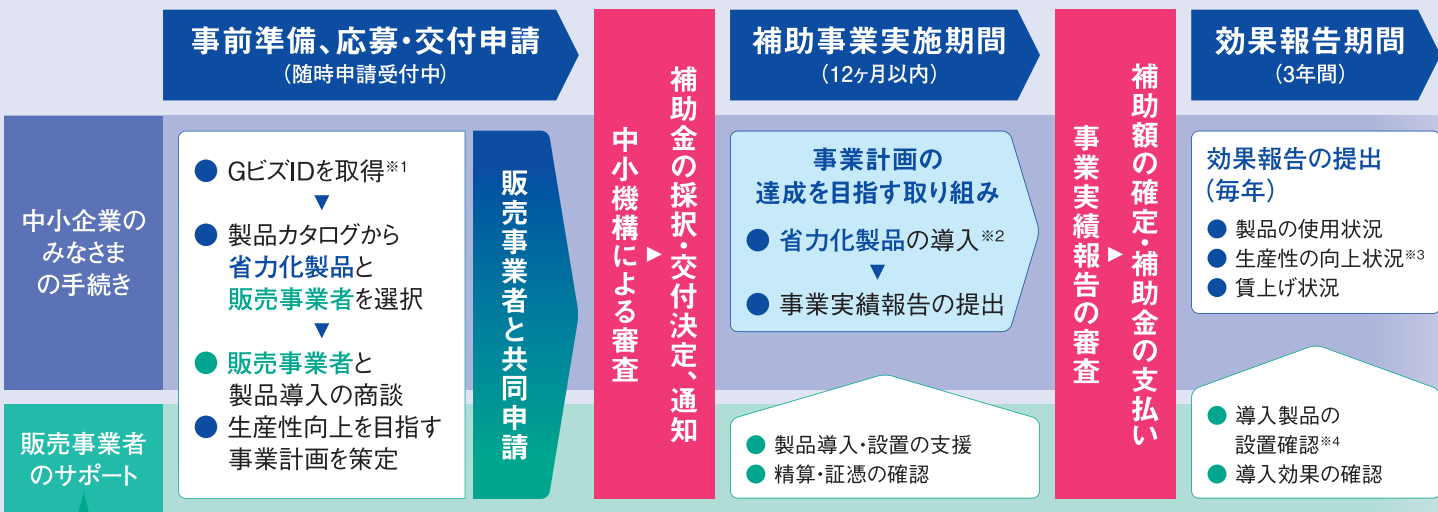 事前準備、応募・交付申請
(随時申請受付中)
中小企業の
みなさま
の手続き
販売事業者
のサポート
● GビズIDを取得※1
▼
● 製品カタログから
省力化製品と
販売事業者を選択
▼
● 販売事業者と
製品導入の商談
● 生産性向上を目指す
事業計画を策定
販売事業者と共同申請
中小機構による審査
▶
補助金の採択・交付決定、通知
補助事業実施期間
(12ヶ月以内)
事業計画の
達成を目指す取り組み
● 省力化製品の導入※2
▼
● 事業実績報告の提出
● 製品導入・設置の支援
● 精算・証憑の確認
事業実績報告の審査
▶
補助額の確定・補助金の支払い
効果報告期間
(3年間)
効果報告の提出
(毎年)
● 製品の使用状況
● 生産性の向上状況※3
● 賃上げ状況
● 導入製品の
設置確認※4
● 導入効果の確認